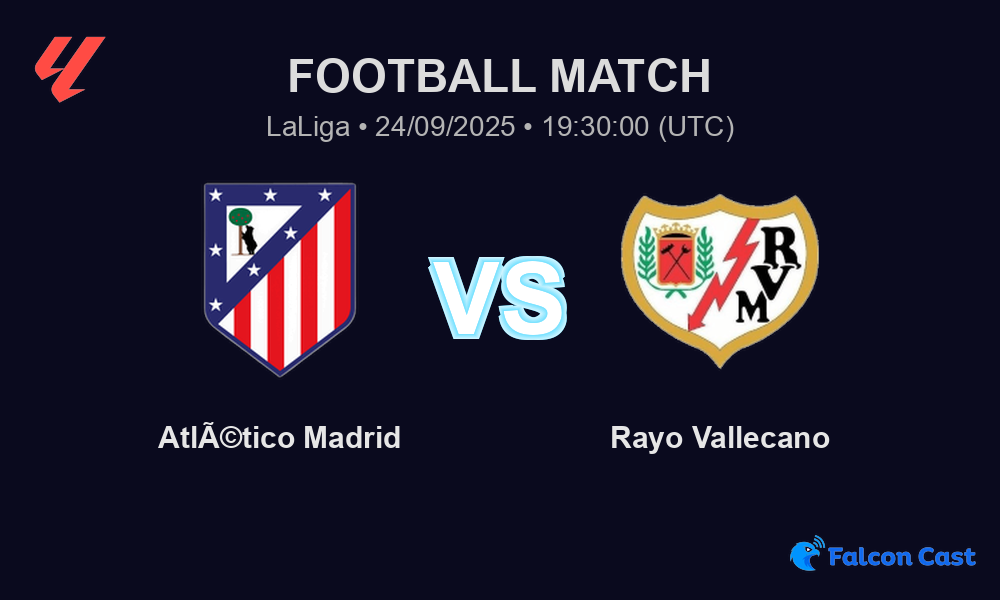 FOOTBALL MATCH
LaLiga • 24/09/2025 • 19:30:00 (UTC)
VS
R
V
M
AtlÃ©tico Madrid
Rayo Vallecano
Falcon Cast